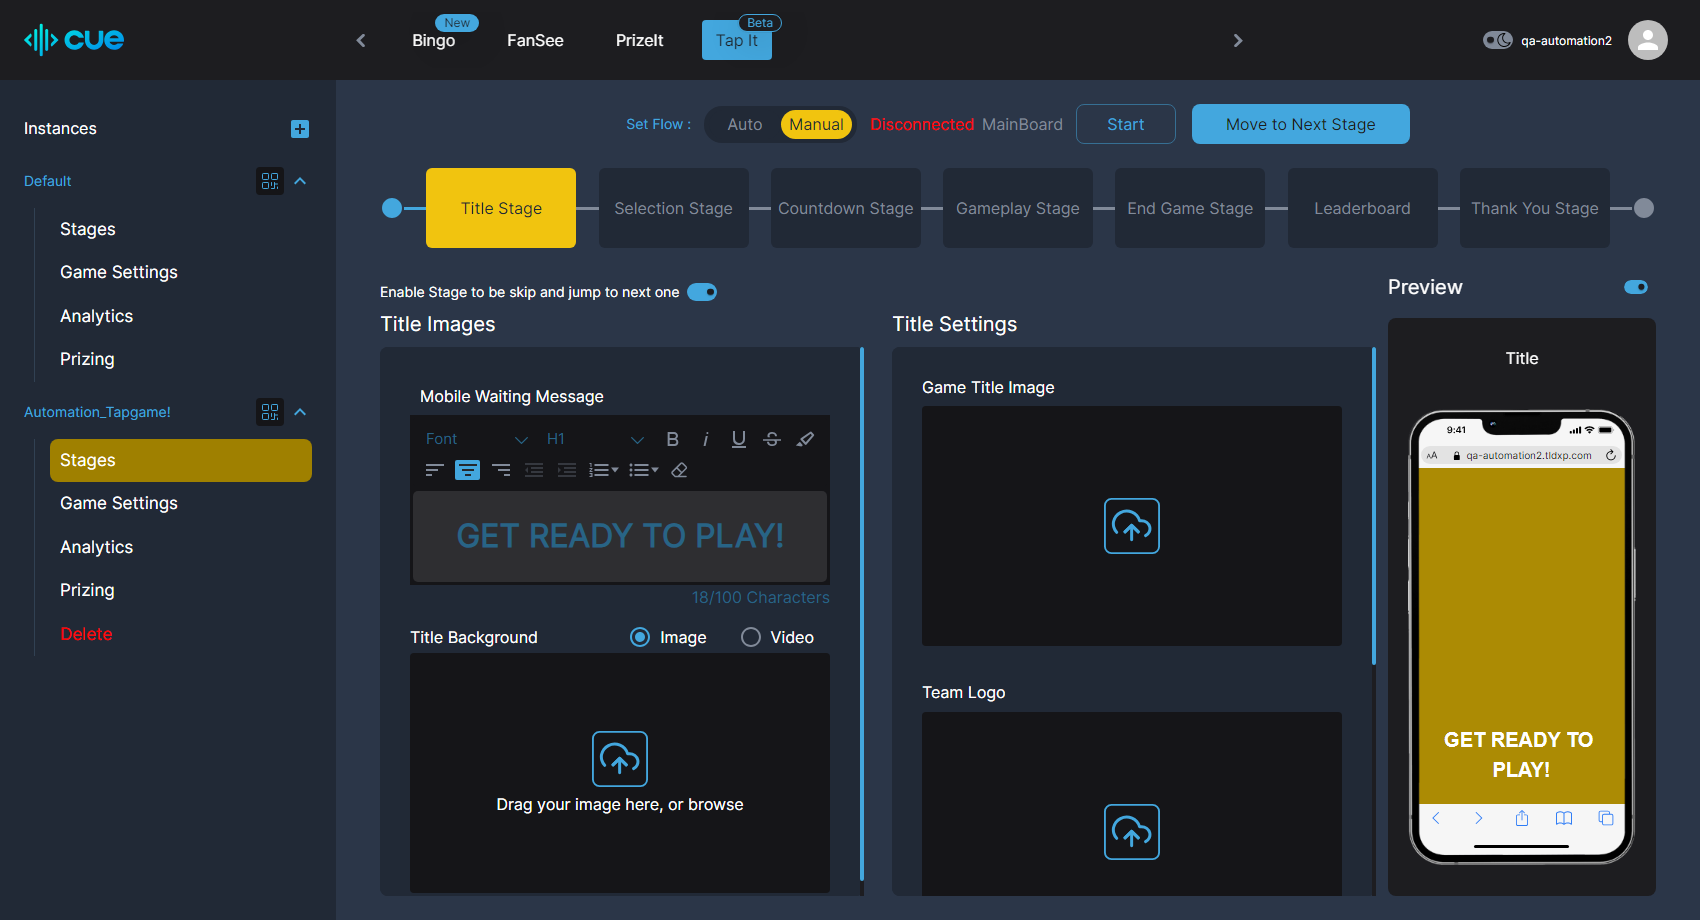 cue
Bingo
New
FanSee
PrizeIt
Tap It
Beta
qa-automation2
Instances
Default
Stages
Game Settings
Analytics
Prizing
Automation_Tapgame!
Stages
Game Settings
Analytics
Prizing
Delete
Set Flow :
Auto
Manual
Disconnected MainBoard
Start
Move to Next Stage
Title Stage
Selection Stage
Countdown Stage
Gameplay Stage
End Game Stage
Leaderboard
Thank You Stage
Enable Stage to be skip and jump to next one
Title Images
Mobile Waiting Message
Font
H1
B
i
U
S
GET READY TO PLAY!
18/100 Characters
Title Background
Image
Video
Drag your image here, or browse
Title Settings
Game Title Image
Team Logo
Preview
Title
9:41
AA
qa-automation2.tldxp.com
GET READY TO
PLAY!